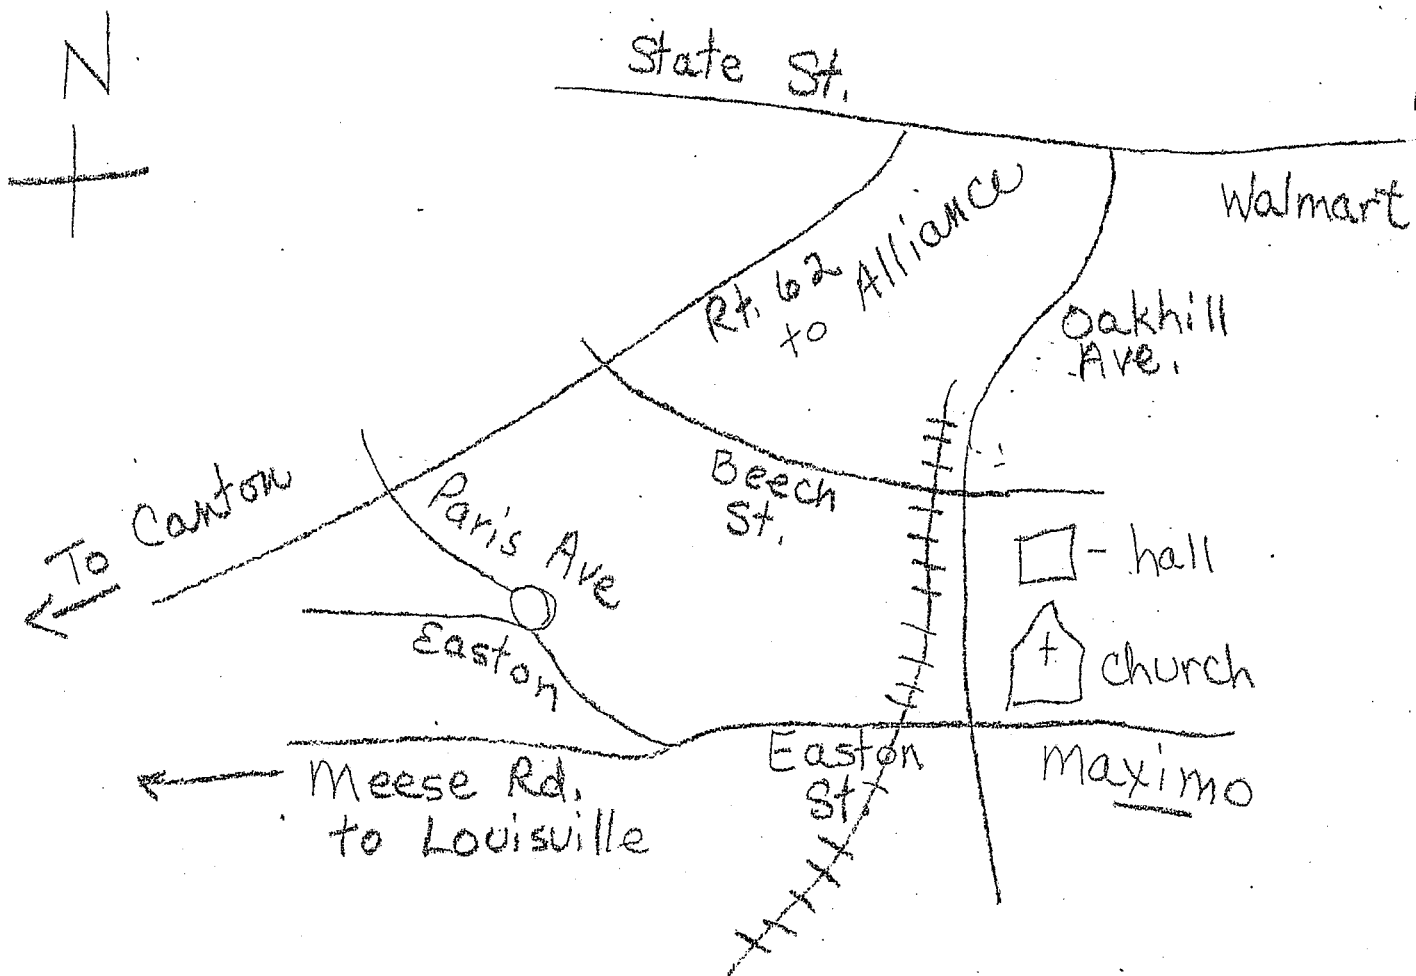 N
State St.
Walmart
Rt. 62
to Alliance
Oakhill
Ave.
To Canton
Paris Ave
Beech
St.
- hall
church
Easton
Easton
St.
Maximo
Meese Rd.
to Louisville